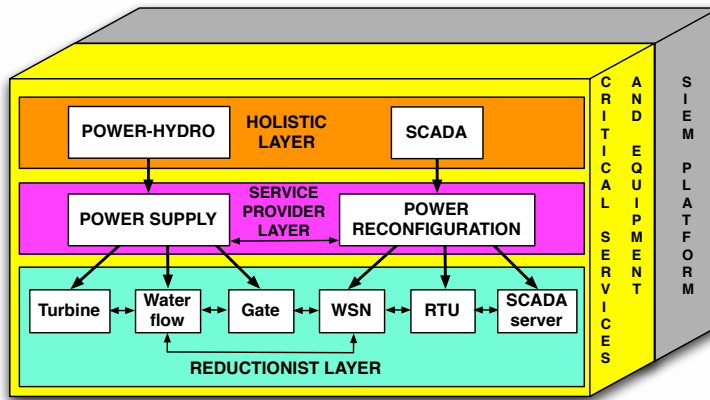 POWER-HYDRO
HOLISTIC
LAYER
SCADA
POWER SUPPLY
SERVICE
PROVIDER
LAYER
POWER
RECONFIGURATION
Turbine
Water
flow
Gate
WSN
RTU
SCADA
server
REDUCTIONIST LAYER
CRITICAL SERVICES
AND EQUIPMENT
SIEM PLATFORM